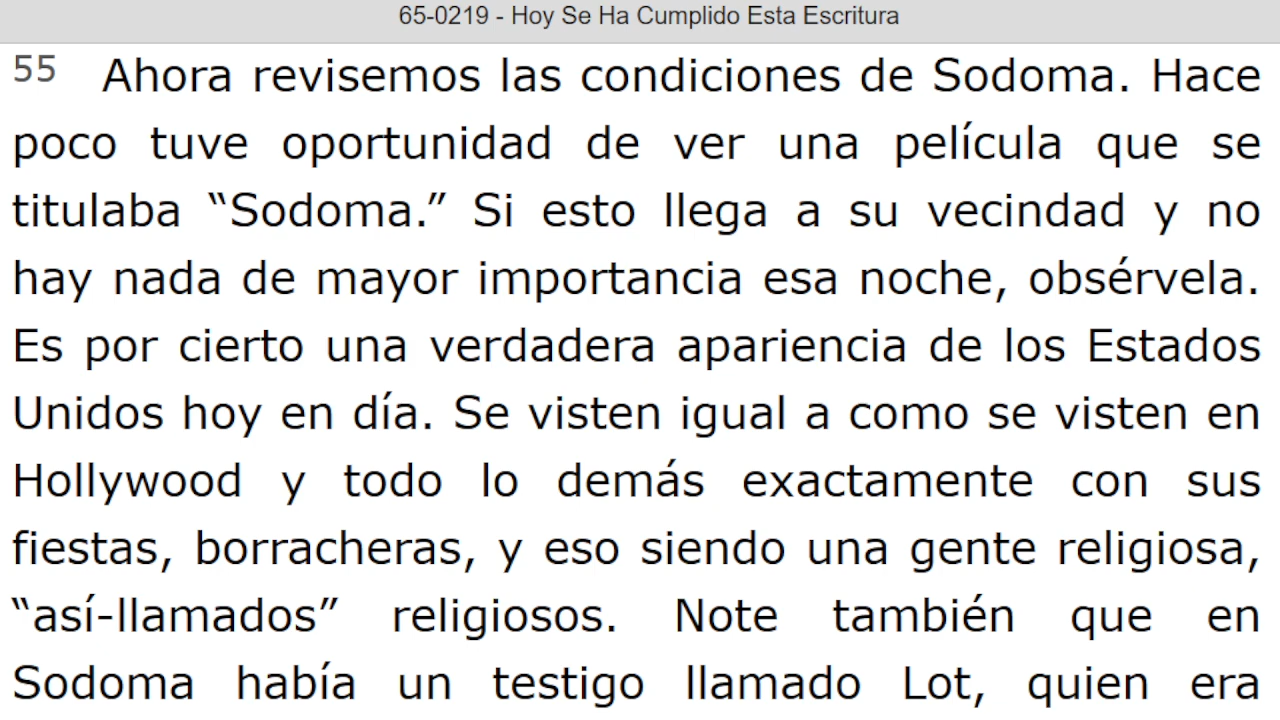 65-0219 - Hoy Se Ha Cumplido Esta Escritura
55 Ahora revisemos las condiciones de Sodoma. Hace
poco tuve oportunidad de ver una película que se
titulaba “Sodoma.” Si esto llega a su vecindad y no
hay nada de mayor importancia esa noche, obsérvela.
Es por cierto una verdadera apariencia de los Estados
Unidos hoy en día. Se visten igual a como se visten en
Hollywood y todo lo demás exactamente con sus
fiestas, borracheras, y eso siendo una gente religiosa,
“así-llamados” religiosos. Note también que en
Sodoma había un testigo llamado Lot, quien era